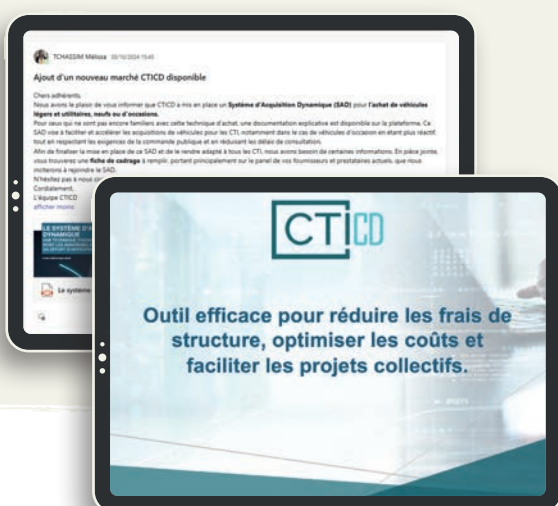 TCHASSIM Mélissa 30/10/2024 15:45
Ajout d'un nouveau marché CTICD disponible
Chers adhérents,
Nous avons le plaisir de vous informer que CTICD a mis en place un Système d'Acquisition Dynamique (SAD) pour l'achat de véhicules
légers et utilitaires, neufs ou d'occasions.
Pour ceux qui ne sont pas encore familiers avec cette technique d'achat, une documentation explicative est disponible sur la plateforme. Ce
SAD vise à faciliter et accélérer les acquisitions de véhicules pour les CTI, notamment dans le cas de véhicules d'occasion en étant plus réactif
tout en respectant les exigences de la commande publique et en réduisant les délais de consultation.
Afin de finaliser la mise en place de ce SAD et de le rendre adapté à tous les CTI, nous avons besoin de certaines informations. En pièce jointe,
vous trouverez une fiche de cadrage à remplir, portant principalement sur le panel de vos fournisseurs et prestataires actuels, que nous
inciterons à rejoindre le SAD.
N'hésitez pas à nous
Cordialement,
L'équipe CTICD
afficher moins
LE SYSTÈME D'A
DYNAMIQUE
Le système
CTICD
Outil efficace pour réduire les frais de
structure, optimiser les coûts et
faciliter les projets collectifs.